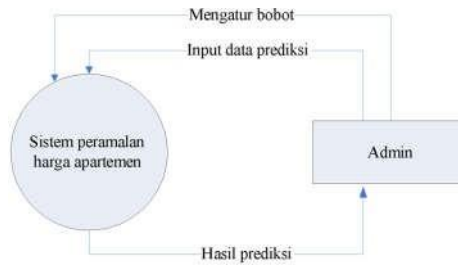 Mengatur bobot
Input data prediksi
Sistem peramalan
harga apartemen
Admin
Hasil prediksi